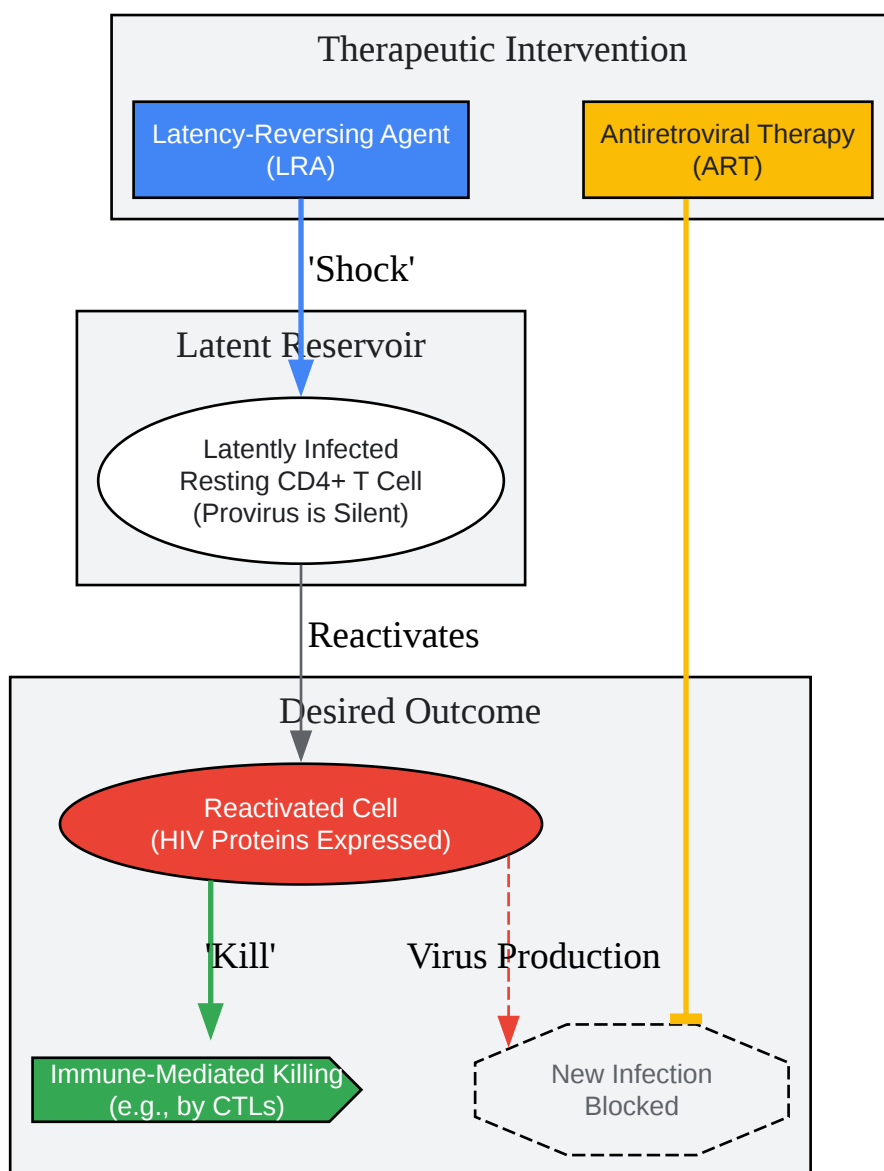 Therapeutic Intervention
Latency-Reversing Agent
(LRA)
Antiretroviral Therapy
(ART)
'Shock'
Latent Reservoir
Latently Infected
Resting CD4+ T Cell
(Provirus is Silent)
Reactivates
Desired Outcome
Reactivated Cell
(HIV Proteins Expressed)
'Kill'
Virus Production
Immune-Mediated Killing
(e.g., by CTLs)
New Infection
Blocked